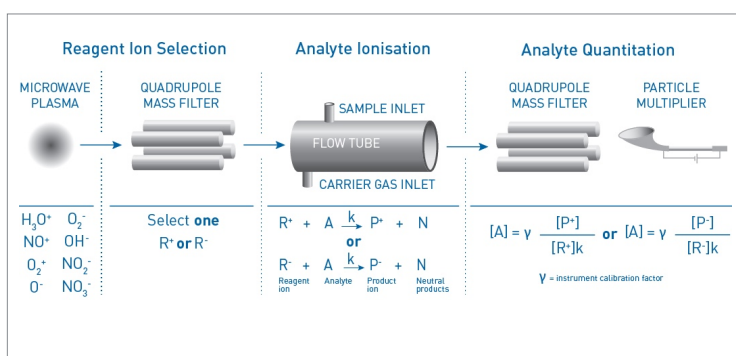 Reagent Ion Selection
Analyte Ionisation
Analyte Quantitation
MICROWAVE
PLASMA
QUADRUPOLE
MASS FILTER
SAMPLE INLET
FLOW TUBE
CARRIER GAS INLET
QUADRUPOLE
MASS FILTER
PARTICLE
MULTIPLIER
H₃O⁺ O₂⁻
NO⁺ OH⁻
O₂⁺ NO₂⁻
O⁻ NO₃⁻
Select one
R⁺ or R⁻
R⁺ + A k→ P⁺ + N
or
R⁻ + A k→ P⁻ + N
Reagent ion Analyte Product ion Neutral products
[A] = γ [P⁺] / [R⁺]k or [A] = γ [P⁻] / [R⁻]k
γ = instrument calibration factor